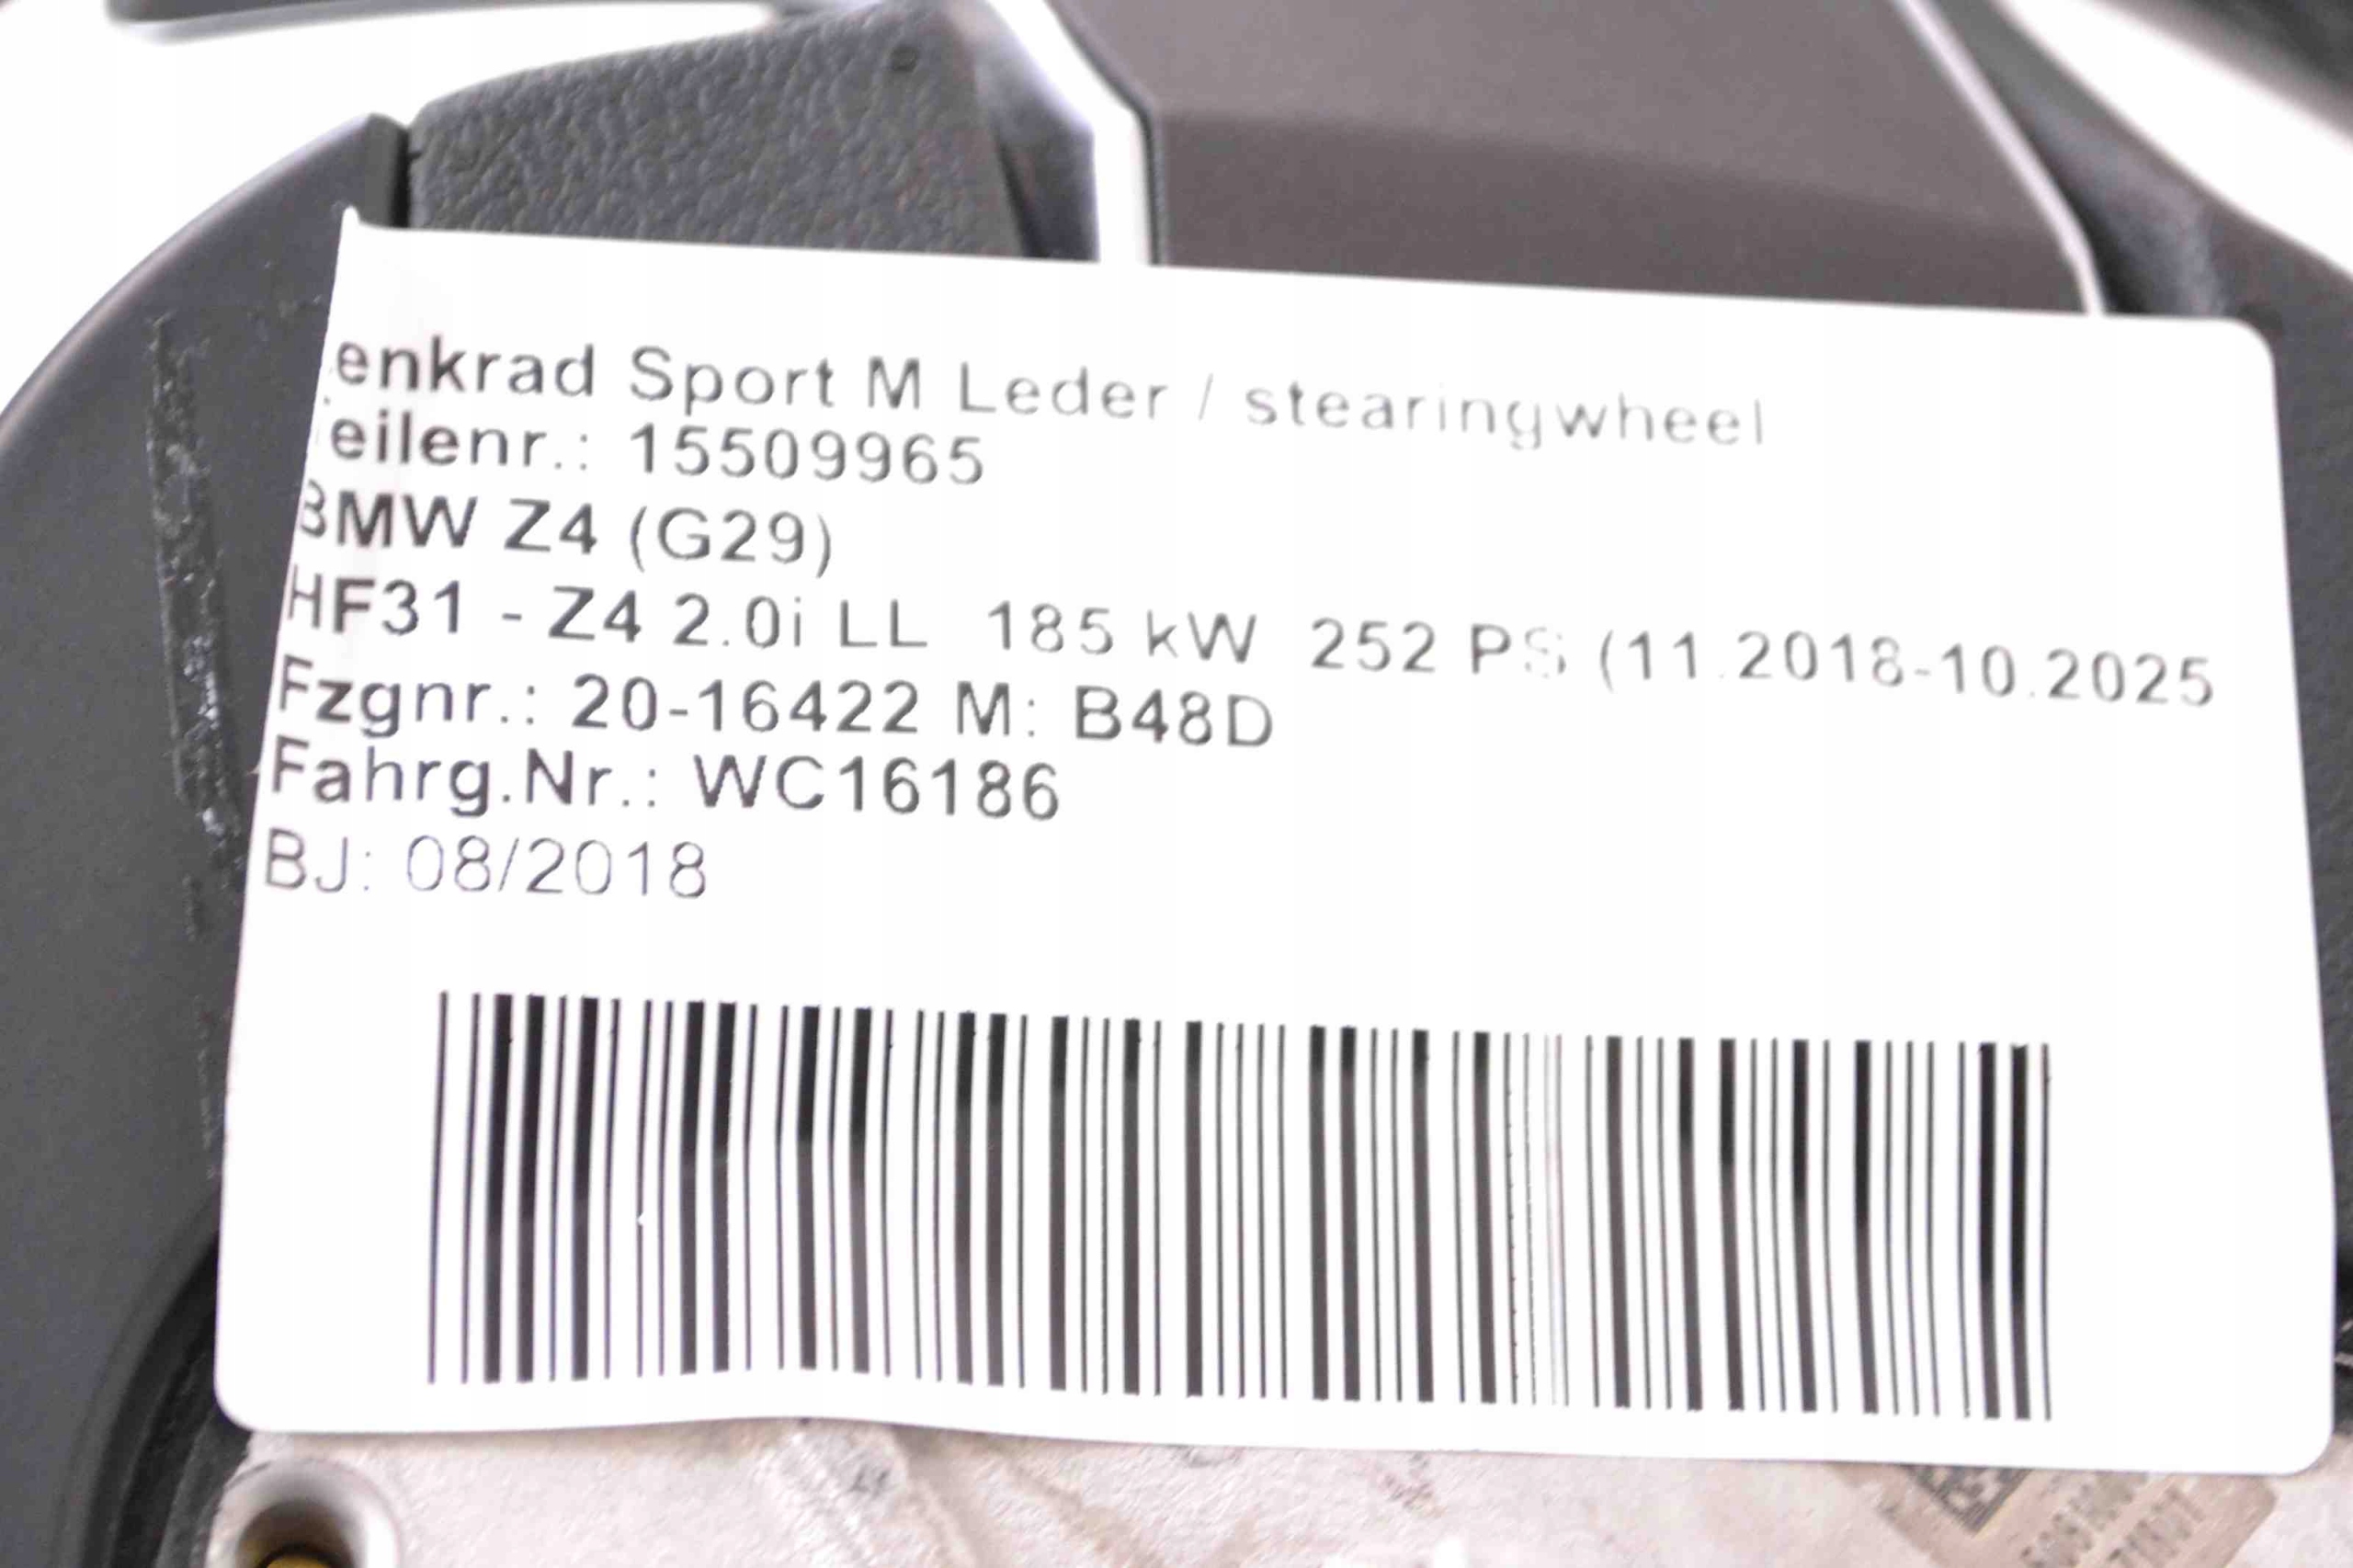 enkrad Sport M Leder / stearingwheel
eilenr.: 15509965
BMW Z4 (G29)
HF31 - Z4 2.0i LL 185 kW 252 PS (11.2018-10.2025
Fzgnr.: 20-16422 M: B48D
Fahrg.Nr.: WC16186
BJ: 08/2018